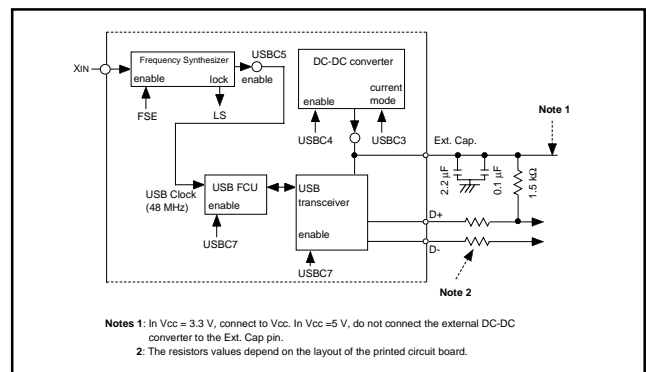 Frequency Synthesizer
enable
lock
XIN
FSE
LS
USBC5
enable
DC-DC converter
enable
current
mode
USBC4
USBC3
Ext. Cap.
Note 1
2.2 µF
0.1 µF
1.5 kΩ
USB Clock
(48 MHz)
USB FCU
enable
USBC7
USB
transceiver
enable
USBC7
D+
D-
Note 2
Notes 1: In Vcc = 3.3 V, connect to Vcc. In Vcc =5 V, do not connect the external DC-DC
converter to the Ext. Cap pin.
2: The resistors values depend on the layout of the printed circuit board.